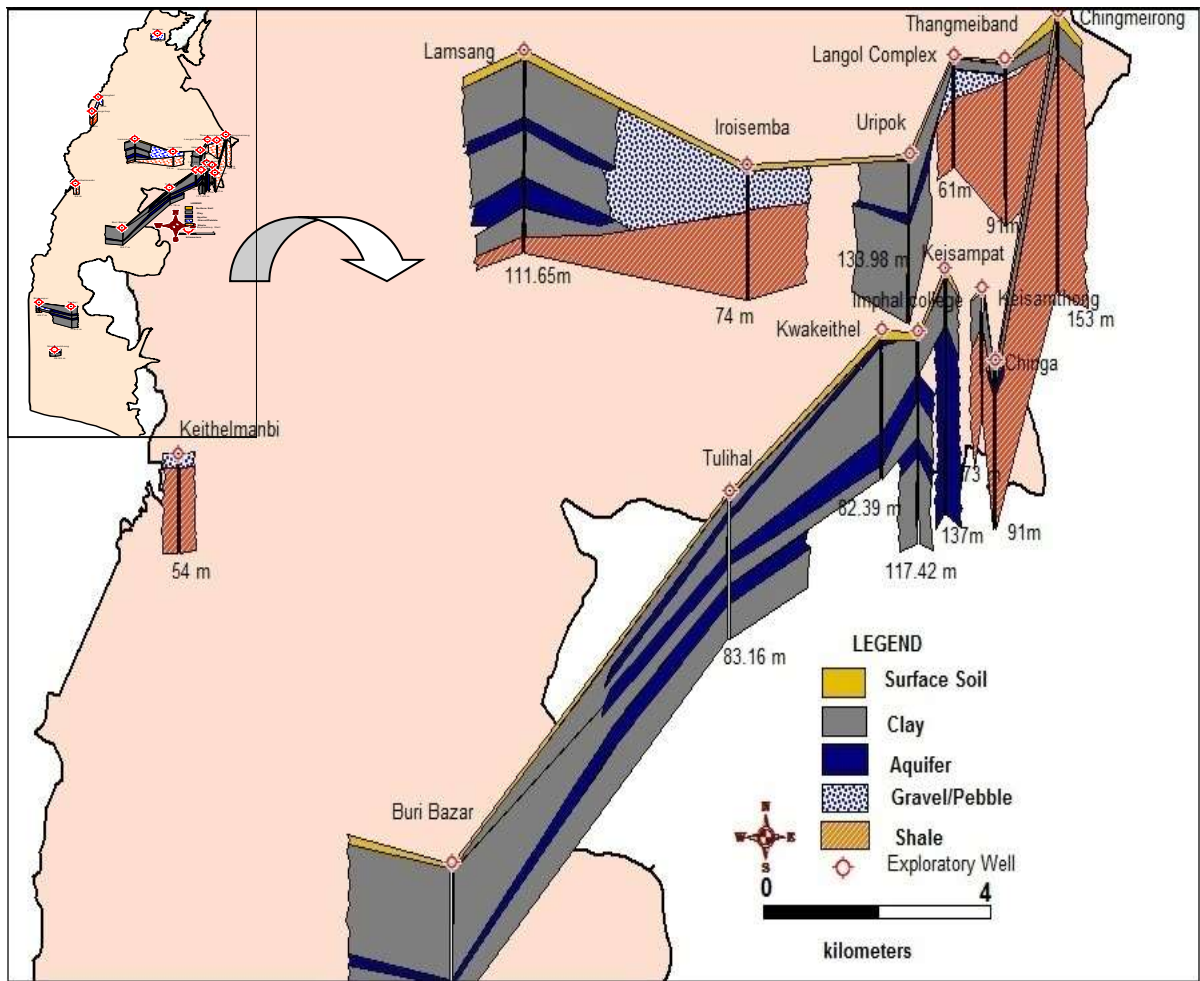 Chingmeirong
Thangmeiband
Lamsang
Langol Complex
Iroisemba
Uripok
61m
91m
Keisampat
133.98 m
111.65m
Imphal college
Keisamthong
74 m
153 m
Kwakeithel
Chinga
Keithelmanbi
Tulihal
73 m
82.39 m
137m
91m
54 m
117.42 m
83.16 m
LEGEND
Surface Soil
Clay
Aquifer
Gravel/Pebble
Shale
Exploratory Well
Buri Bazar
N
W E
S
0 4
kilometers